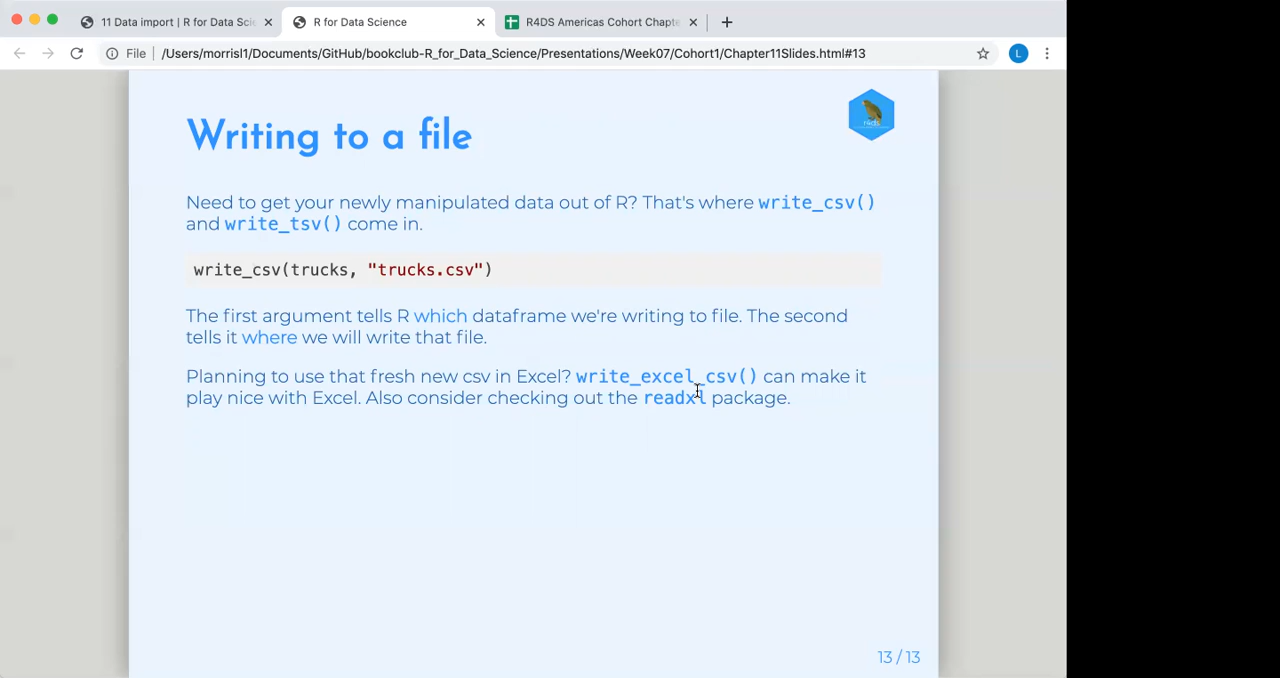 11 Data import | R for Data Scie
R for Data Science
R4DS Americas Cohort Chapte
File
/Users/morrisl1/Documents/GitHub/bookclub-R_for_Data_Science/Presentations/Week07/Cohort1/Chapter11Slides.html#13
L
Writing to a file
r4ds
Need to get your newly manipulated data out of R? That's where write_csv()
and write_tsv() come in.
write_csv(trucks, "trucks.csv")
The first argument tells R which dataframe we're writing to file. The second
tells it where we will write that file.
Planning to use that fresh new csv in Excel? write_excel_csv() can make it
play nice with Excel. Also consider checking out the readxl package.
13 / 13